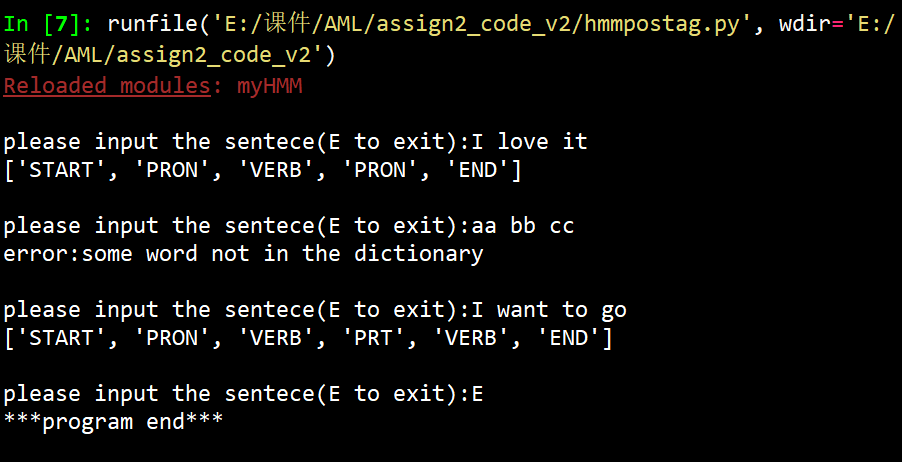 In [7]: runfile('E:/课件/AML/assign2_code_v2/hmmpostag.py', wdir='E:/
课件/AML/assign2_code_v2')
Reloaded modules: myHMM
please input the sentece(E to exit):I love it
['START', 'PRON', 'VERB', 'PRON', 'END']
please input the sentece(E to exit):aa bb cc
error:some word not in the dictionary
please input the sentece(E to exit):I want to go
['START', 'PRON', 'VERB', 'PRT', 'VERB', 'END']
please input the sentece(E to exit):E
***program end***